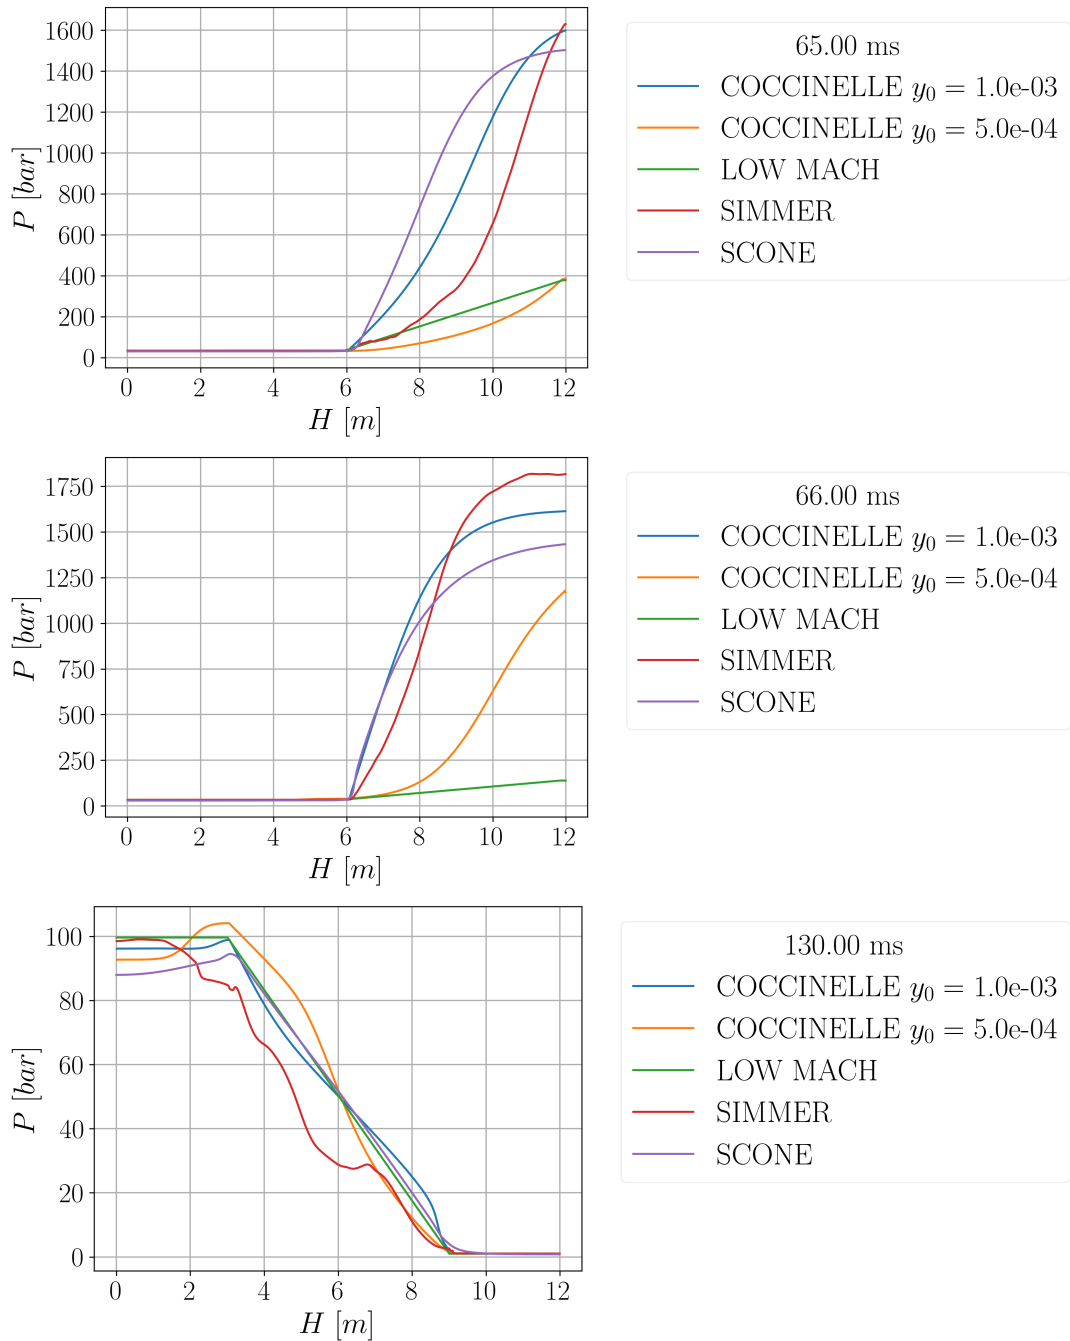 1600
1400
1200
1000
800
600
400
200
0
P [bar]
0 2 4 6 8 10 12
H [m]
65.00 ms
COCCINELLE y₀ = 1.0e-03
COCCINELLE y₀ = 5.0e-04
LOW MACH
SIMMER
SCONE
1750
1500
1250
1000
750
500
250
0
P [bar]
0 2 4 6 8 10 12
H [m]
66.00 ms
COCCINELLE y₀ = 1.0e-03
COCCINELLE y₀ = 5.0e-04
LOW MACH
SIMMER
SCONE
100
80
60
40
20
0
P [bar]
0 2 4 6 8 10 12
H [m]
130.00 ms
COCCINELLE y₀ = 1.0e-03
COCCINELLE y₀ = 5.0e-04
LOW MACH
SIMMER
SCONE